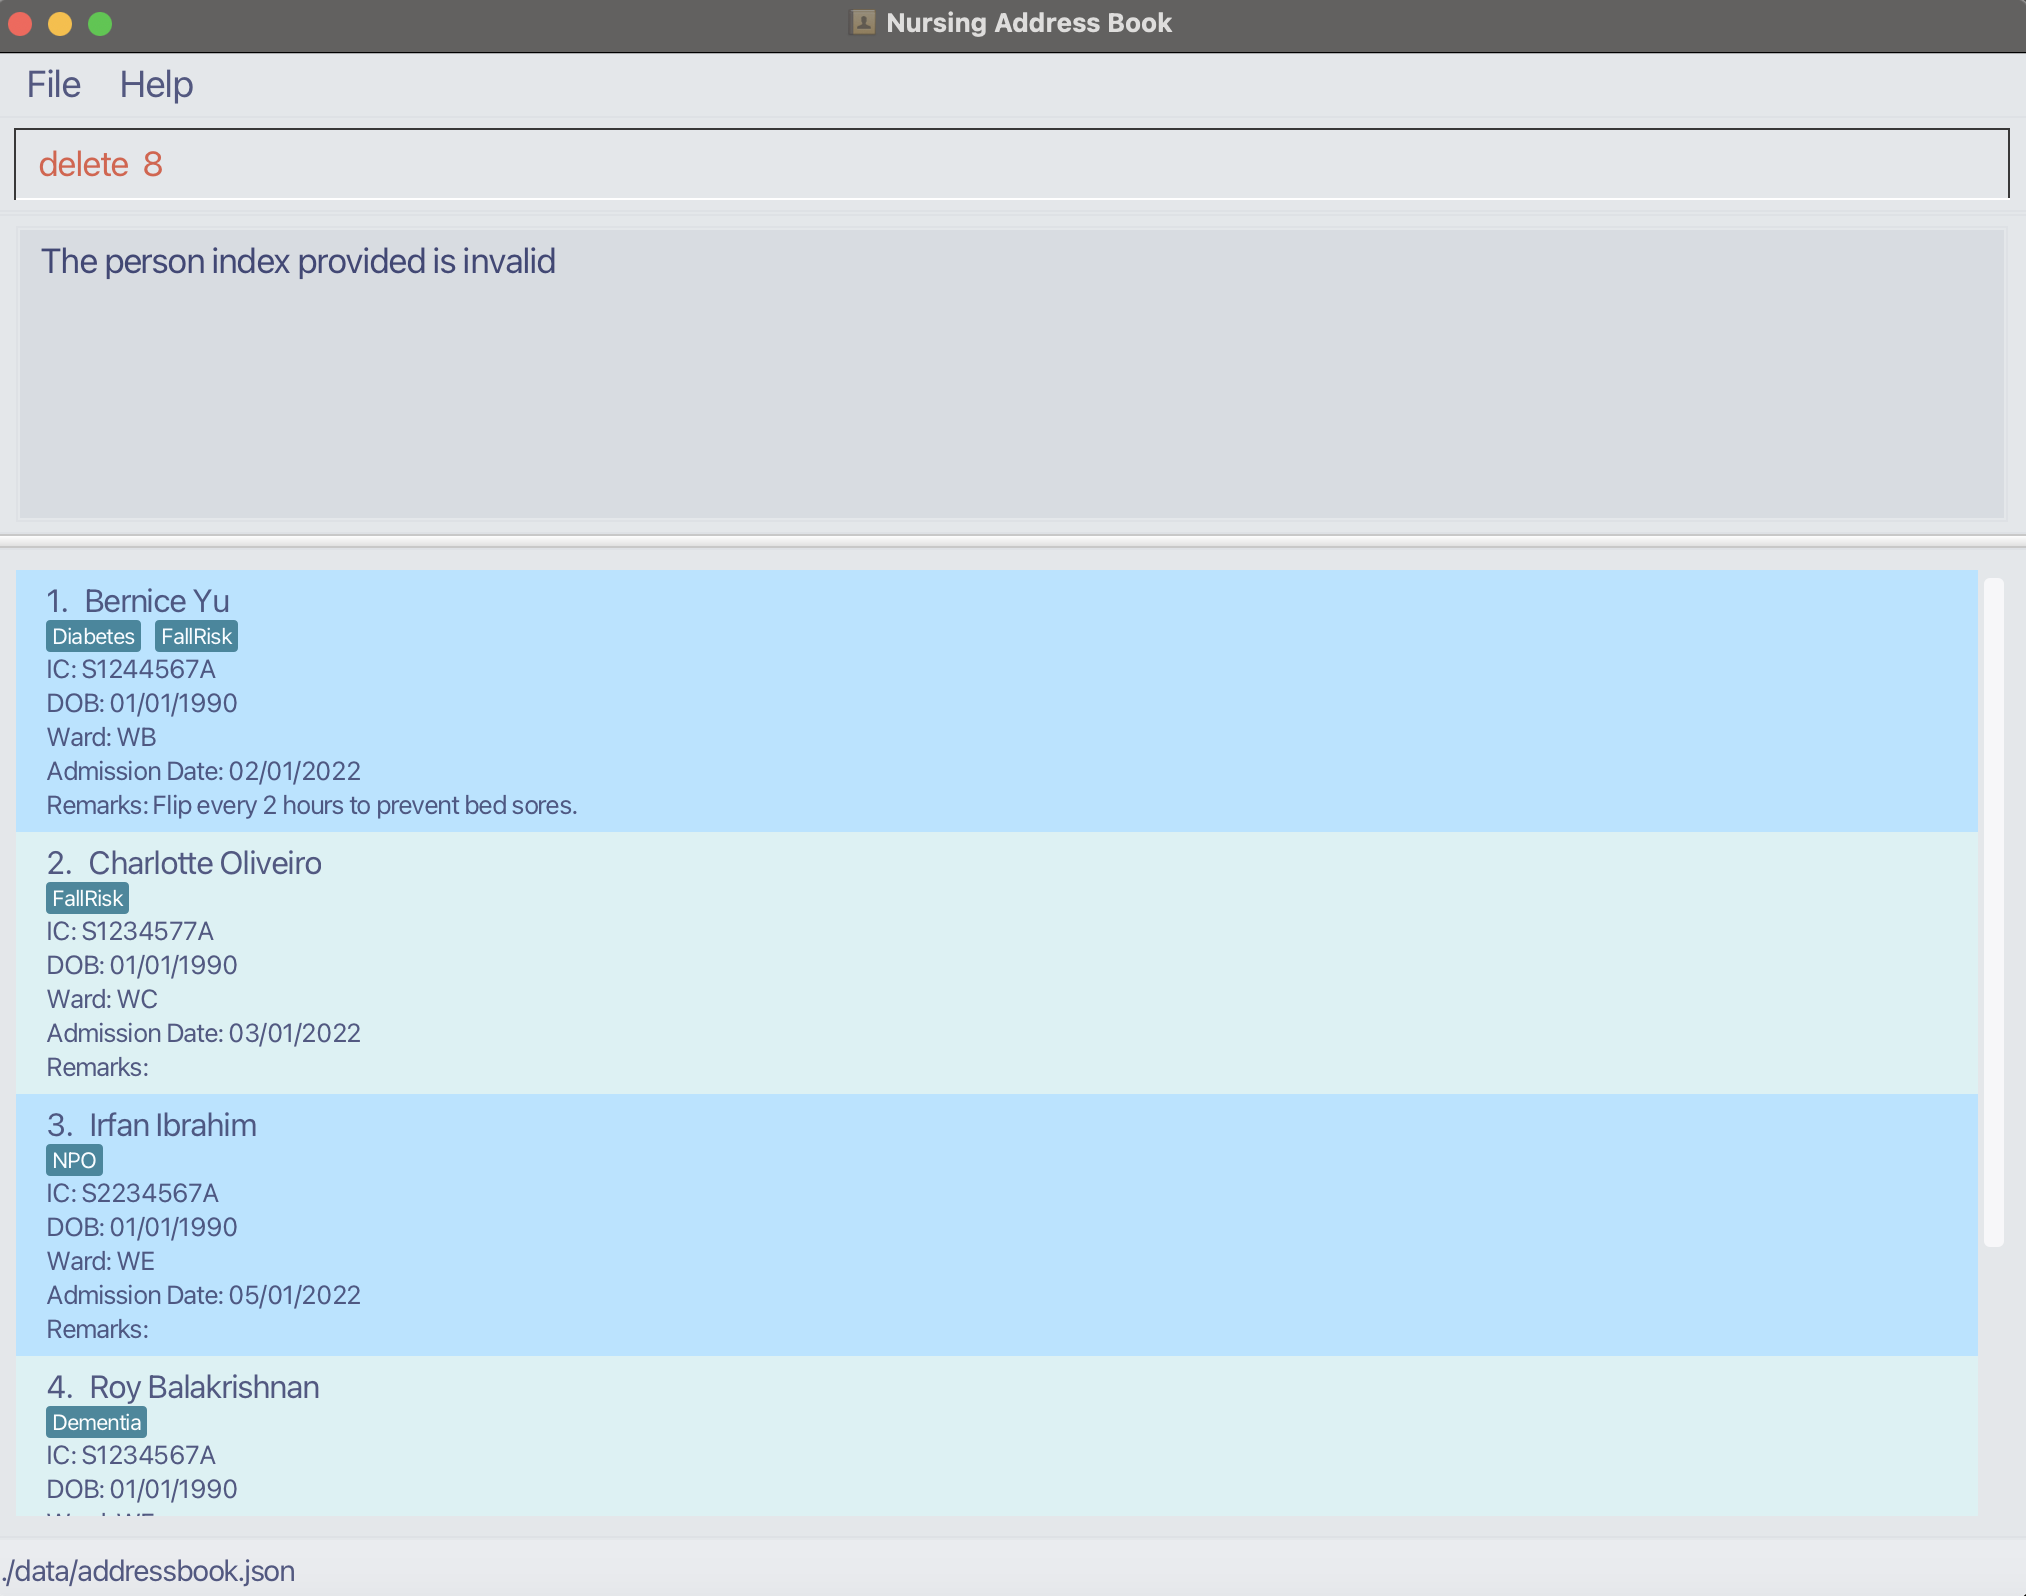 Nursing Address Book
File Help
delete 8
The person index provided is invalid
1. Bernice Yu
Diabetes FallRisk
IC: S1244567A
DOB: 01/01/1990
Ward: WB
Admission Date: 02/01/2022
Remarks: Flip every 2 hours to prevent bed sores.
2. Charlotte Oliveiro
FallRisk
IC: S1234577A
DOB: 01/01/1990
Ward: WC
Admission Date: 03/01/2022
Remarks:
3. Irfan Ibrahim
NPO
IC: S2234567A
DOB: 01/01/1990
Ward: WE
Admission Date: 05/01/2022
Remarks:
4. Roy Balakrishnan
Dementia
IC: S1234567A
DOB: 01/01/1990
./data/addressbook.json